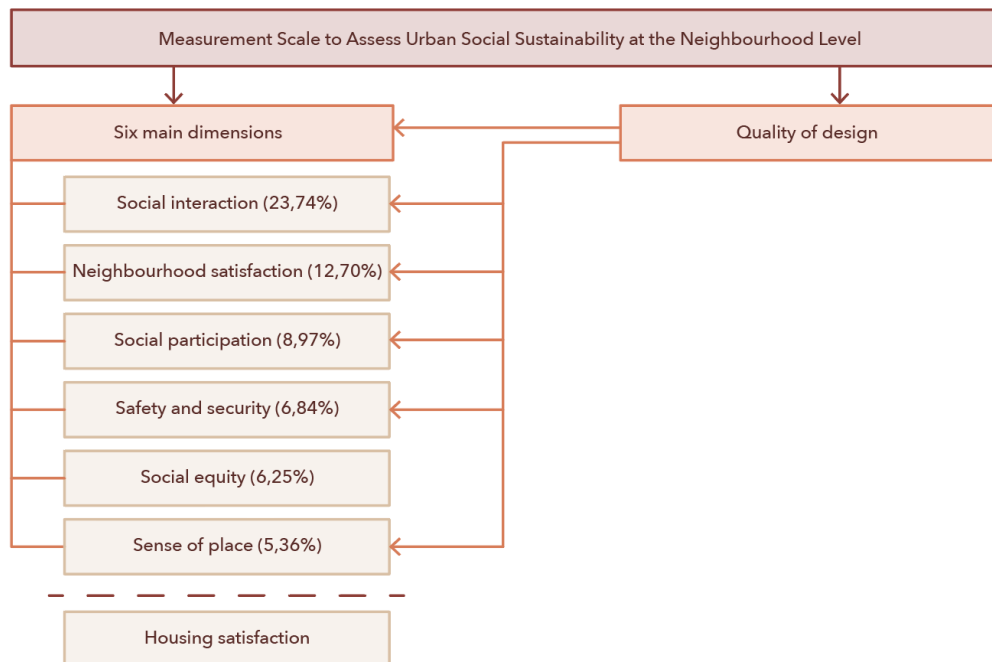 Measurement Scale to Assess Urban Social Sustainability at the Neighbourhood Level
Six main dimensions
Quality of design
Social interaction (23,74%)
Neighbourhood satisfaction (12,70%)
Social participation (8,97%)
Safety and security (6,84%)
Social equity (6,25%)
Sense of place (5,36%)
Housing satisfaction